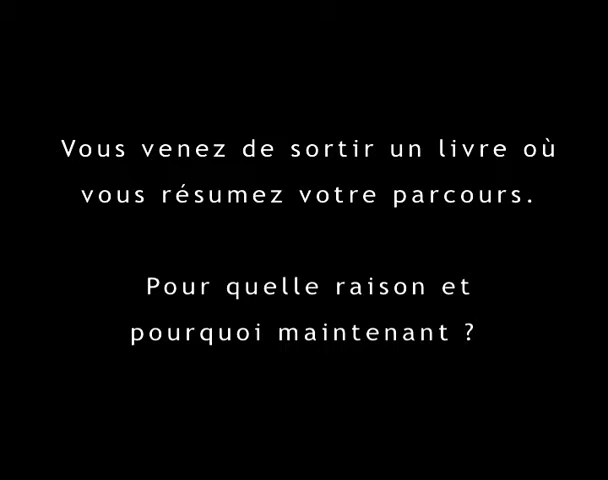 Vous venez de sortir un livre où
vous résumez votre parcours.
Pour quelle raison et
pourquoi maintenant ?